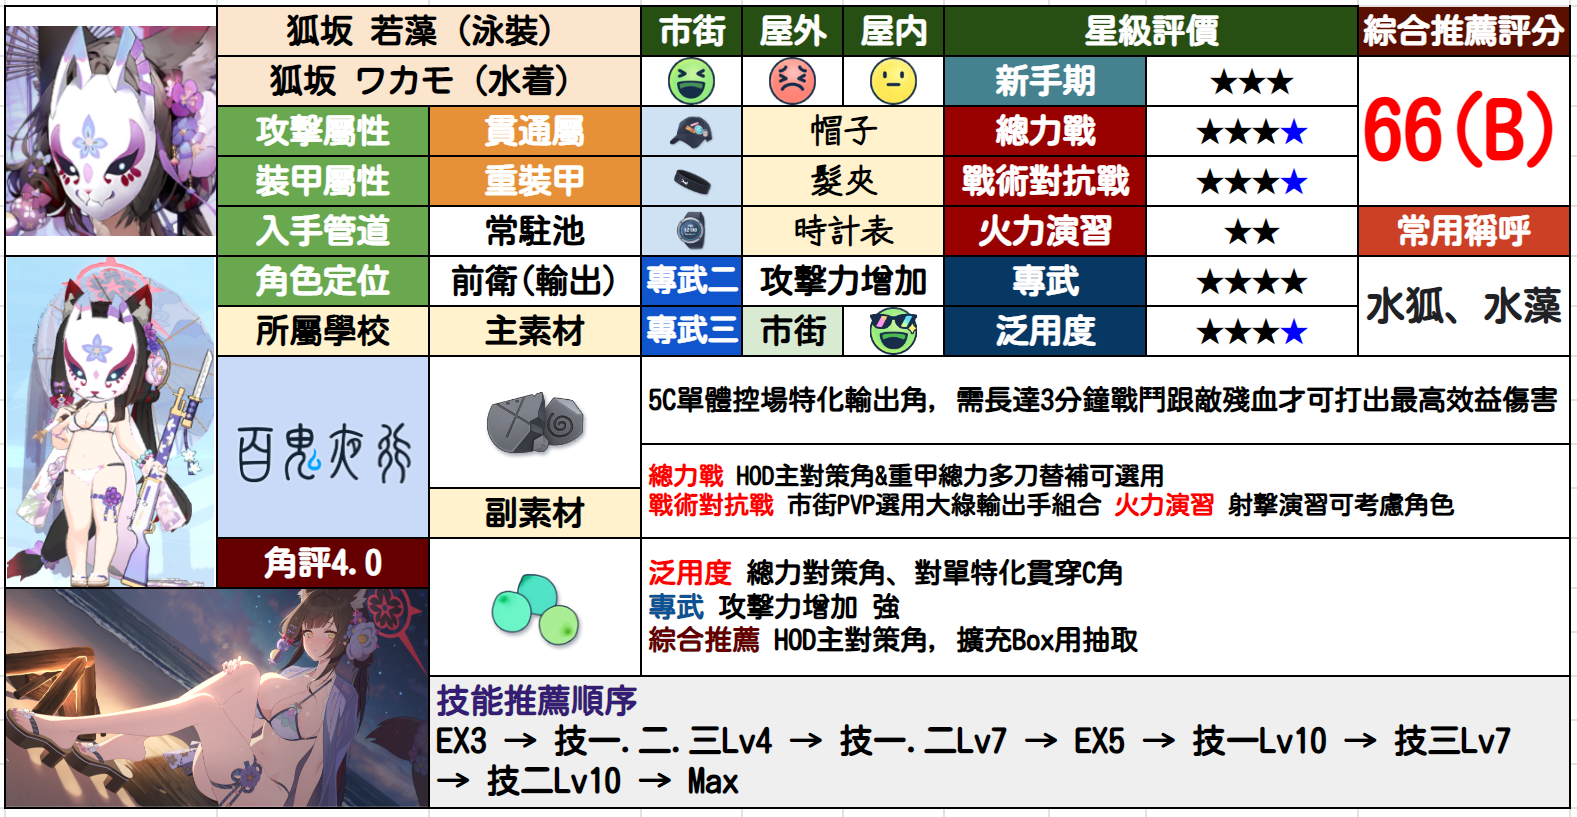 狐坂 若藻（泳裝）
市街 屋外 屋内
星級評價
綜合推薦評分
狐坂 ワカモ（水着）
新手期 ★★★
66(B)
攻擊屬性 貫通屬
帽子
總力戰 ★★★★
裝甲屬性 重裝甲
髮夾
戰術對抗戰 ★★★★
入手管道 常駐池
時計表
火力演習 ★★
常用稱呼
角色定位 前衛(輸出)
專武二 攻擊力增加
專武 ★★★★
水狐、水藻
所屬學校 主素材
專武三 市街
泛用度 ★★★★
5C單體控場特化輸出角, 需長達3分鐘戰鬥跟敵殘血才可打出最高效益傷害
百鬼夜行
總力戰 HOD主對策角&重甲總力多刀替補可選用
戰術對抗戰 市街PVP選用大綠輸出手組合 火力演習 射擊演習可考慮角色
副素材
角評4.0
泛用度 總力對策角、對單特化貫穿C角
專武 攻擊力增加 強
綜合推薦 HOD主對策角, 擴充Box用抽取
技能推薦順序
EX3 → 技一.二.三Lv4 → 技一.二Lv7 → EX5 → 技一Lv10 → 技三Lv7
→ 技二Lv10 → Max